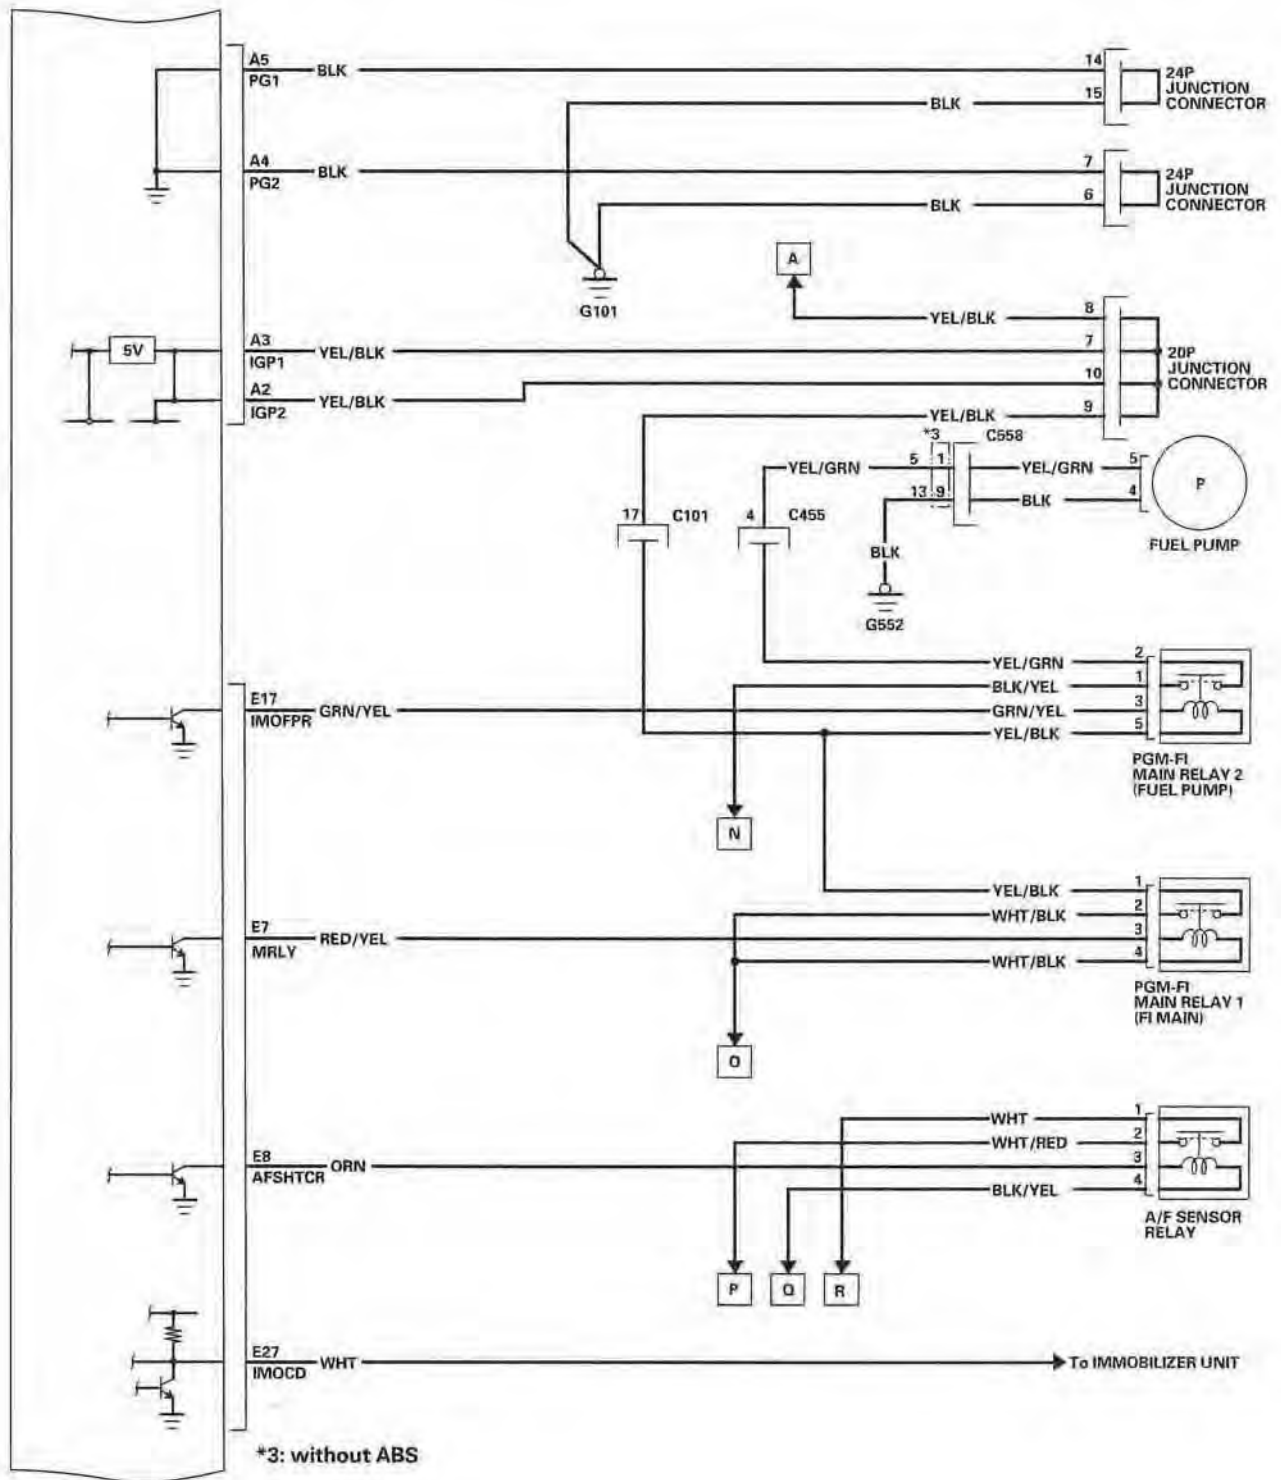 A5
PG1
BLK
14
15
BLK
24P
JUNCTION
CONNECTOR
A4
PG2
BLK
7
6
BLK
24P
JUNCTION
CONNECTOR
G101
A
YEL/BLK
8
A3
IGP1
5V
YEL/BLK
7
A2
IGP2
YEL/BLK
10
YEL/BLK
9
20P
JUNCTION
CONNECTOR
*3
C558
YEL/GRN
5
1
YEL/GRN
5
13
9
BLK
4
P
FUEL PUMP
17
C101
4
C455
BLK
G552
YEL/GRN
2
BLK/YEL
1
E17
IMOFPR
GRN/YEL
GRN/YEL
3
YEL/BLK
5
PGM-FI
MAIN RELAY 2
(FUEL PUMP)
N
YEL/BLK
1
WHT/BLK
2
E7
MRLY
RED/YEL
3
WHT/BLK
4
PGM-FI
MAIN RELAY 1
(FI MAIN)
O
WHT
1
WHT/RED
2
E8
AFSHTCR
ORN
3
BLK/YEL
4
A/F SENSOR
RELAY
P
Q
R
E27
IMOCD
WHT
To IMMOBILIZER UNIT
*3: without ABS